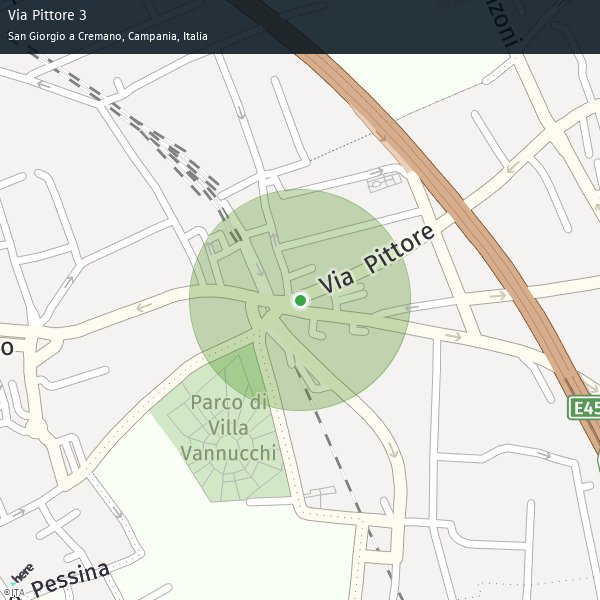 Via Pittore 3
San Giorgio a Cremano, Campania, Italia
nzoni
Via Pittore
o
E45
Parco di
Villa
Vannucchi
Pessina
here
©ITA